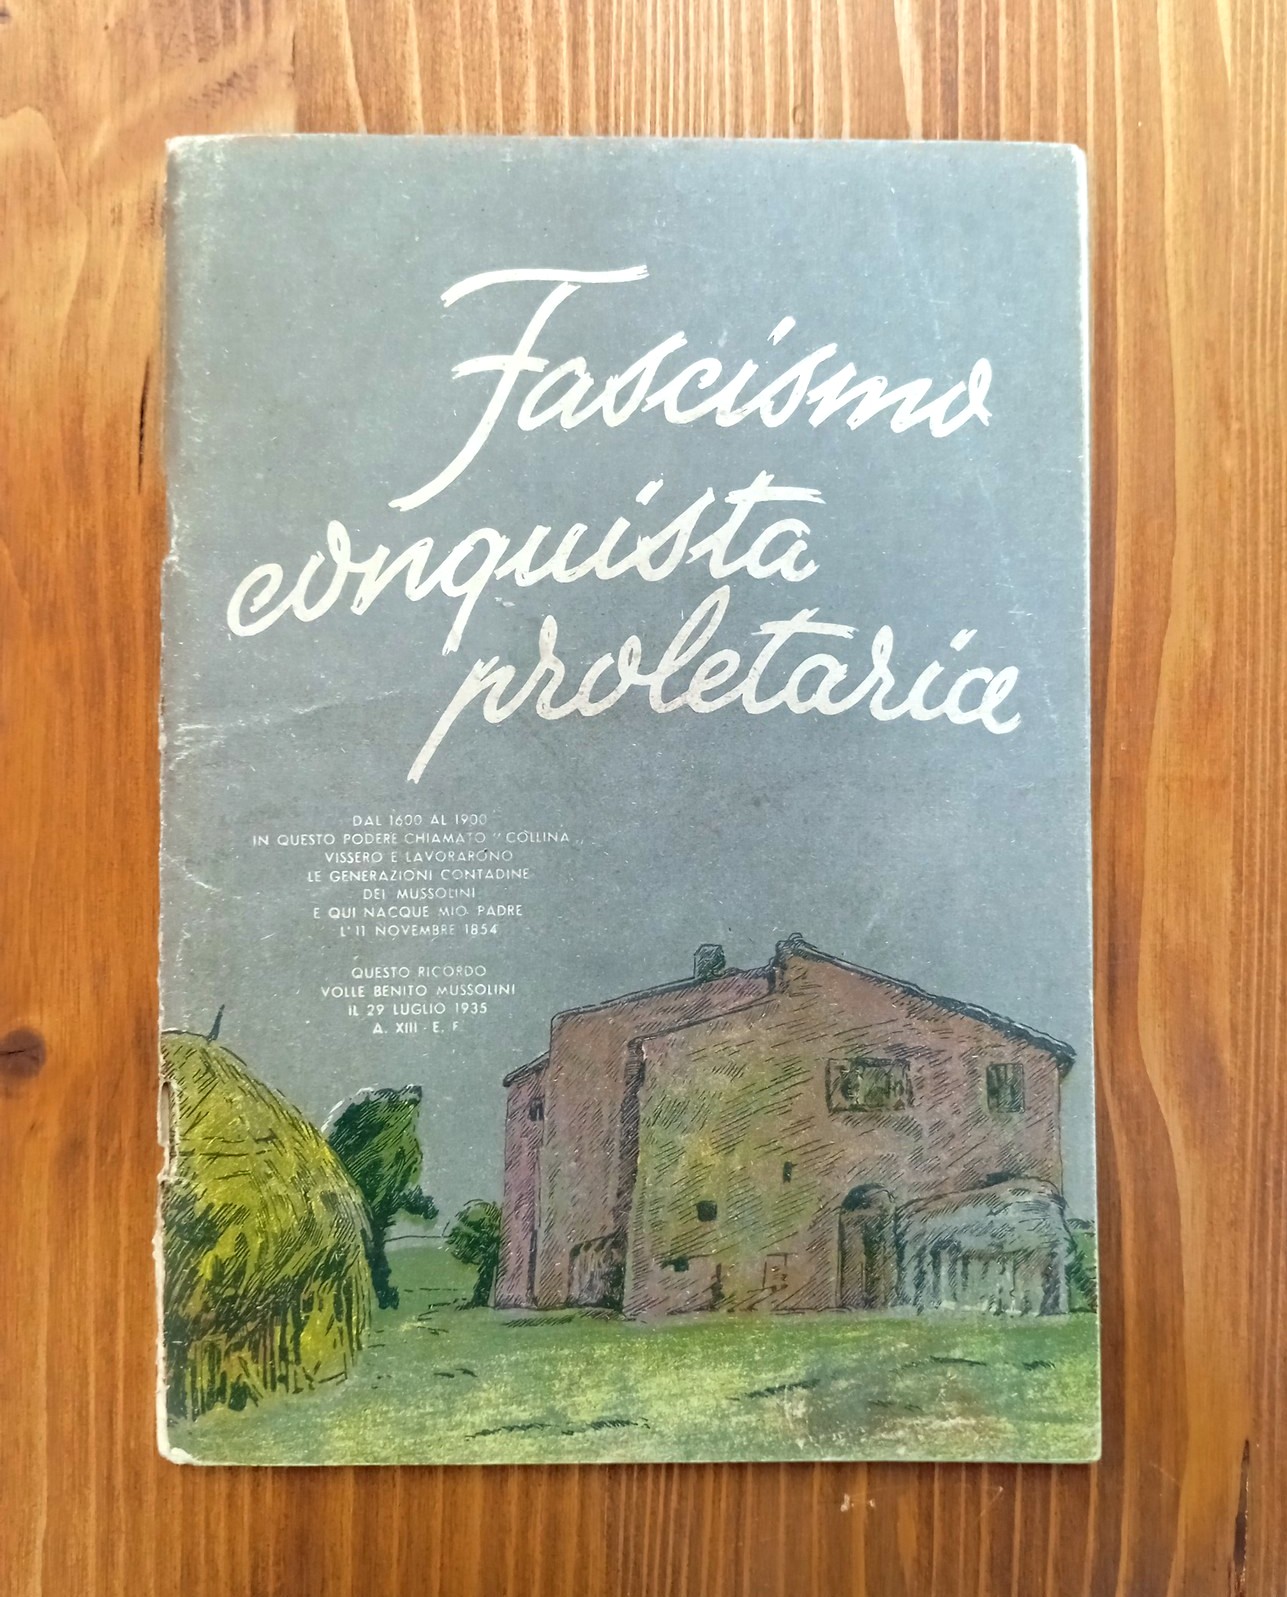 Fascismo
conquista
proletaria
DAL 1600 AL 1900
IN QUESTO PODERE CHIAMATO "COLLINA„
VISSERO E LAVORARONO
LE GENERAZIONI CONTADINE
DEI MUSSOLINI
E QUI NACQUE MIO PADRE
L'11 NOVEMBRE 1854
QUESTO RICORDO
VOLLE BENITO MUSSOLINI
IL 29 LUGLIO 1935
A. XIII - E. F.